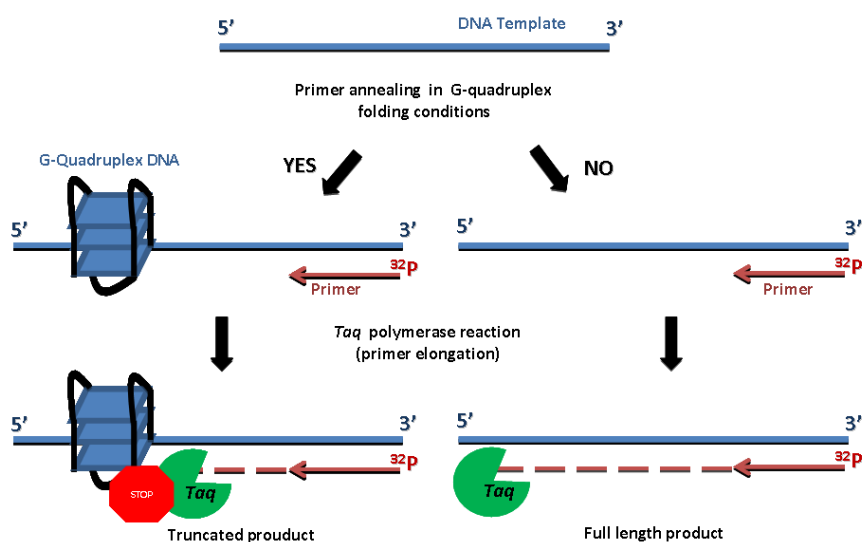 5’ DNA Template 3’
Primer annealing in G-quadruplex
folding conditions
G-Quadruplex DNA
YES
NO
5’ 3’
5’ 3’
32P
Primer
32P
Primer
Taq polymerase reaction
(primer elongation)
5’ 3’
5’ 3’
32P
STOP
Taq
32P
Taq
Truncated prouduct
Full length product